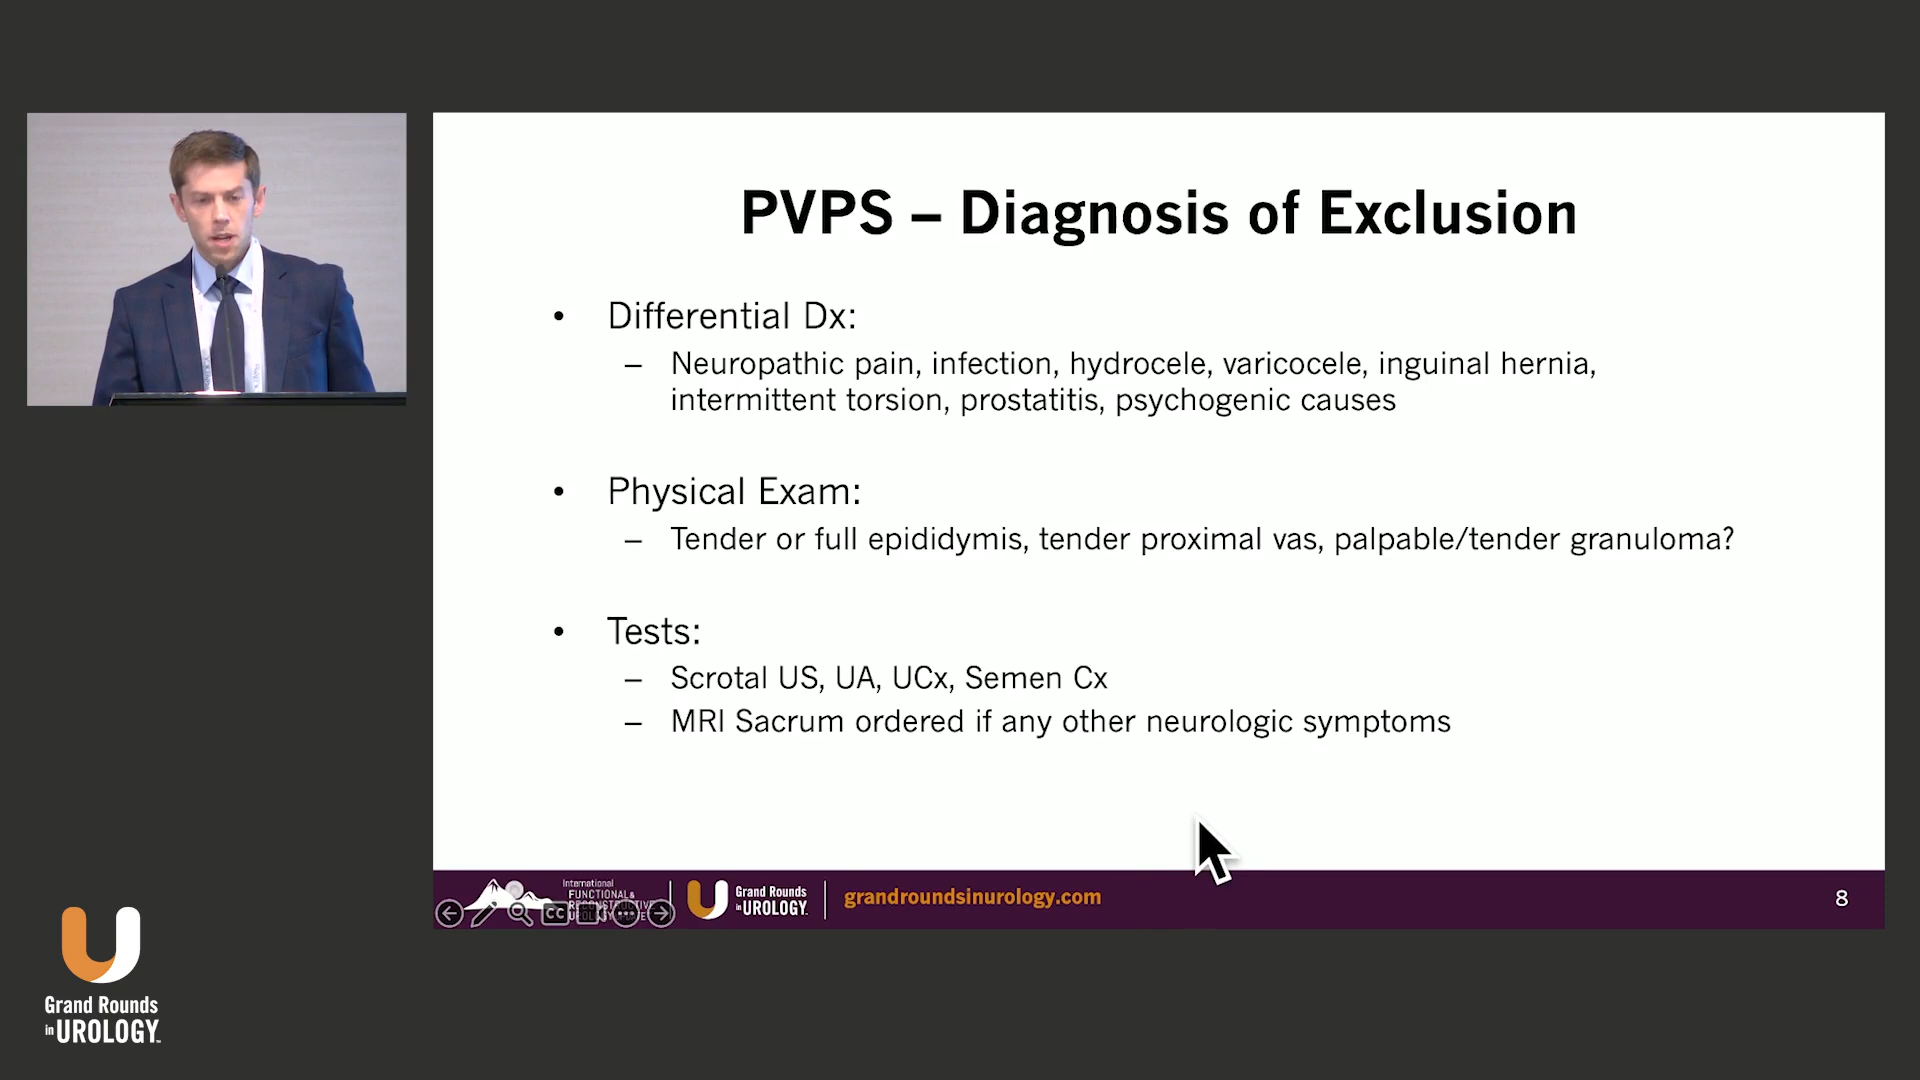 PVPS – Diagnosis of Exclusion
• Differential Dx:
– Neuropathic pain, infection, hydrocele, varicocele, inguinal hernia,
intermittent torsion, prostatitis, psychogenic causes
• Physical Exam:
– Tender or full epididymis, tender proximal vas, palpable/tender granuloma?
• Tests:
– Scrotal US, UA, UCx, Semen Cx
– MRI Sacrum ordered if any other neurologic symptoms
International
FUNCTIONAL &
RECONSTRUCTIVE
CC
Grand Rounds
in UROLOGY.
grandroundsinurology.com
8
Grand Rounds
in UROLOGY™